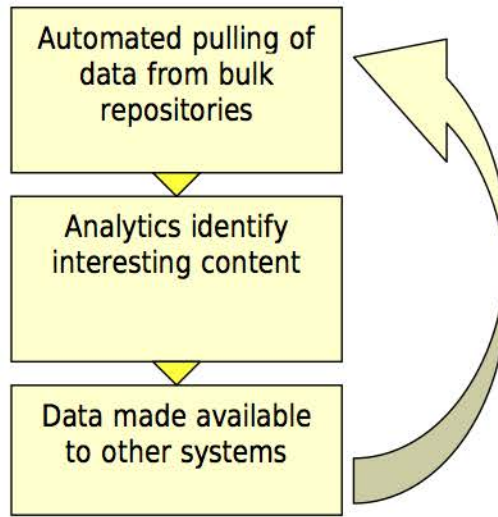 Automated pulling of
data from bulk
repositories
Analytics identify
interesting content
Data made available
to other systems